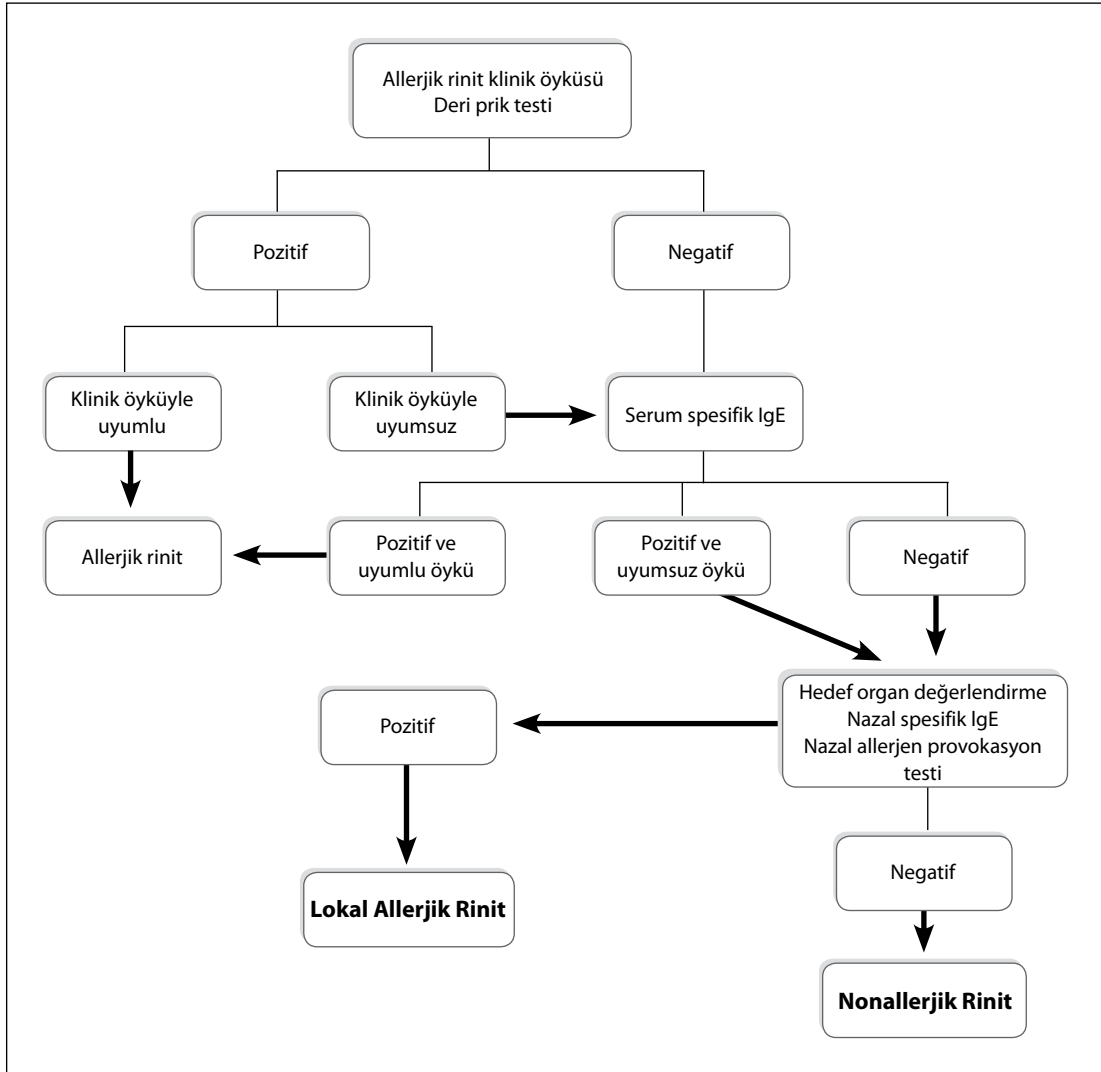 Allerjik rinit klinik öyküsü
Deri prik testi
Pozitif
Negatif
Klinik öyküyle
uyumlu
Klinik öyküyle
uyumsuz
Serum spesifik IgE
Allerjik rinit
Pozitif ve
uyumlu öykü
Pozitif ve
uyumsuz öykü
Negatif
Hedef organ değerlendirme
Nazal spesifik IgE
Nazal allerjen provokasyon
testi
Pozitif
Negatif
Lokal Allerjik Rinit
Nonallerjik Rinit